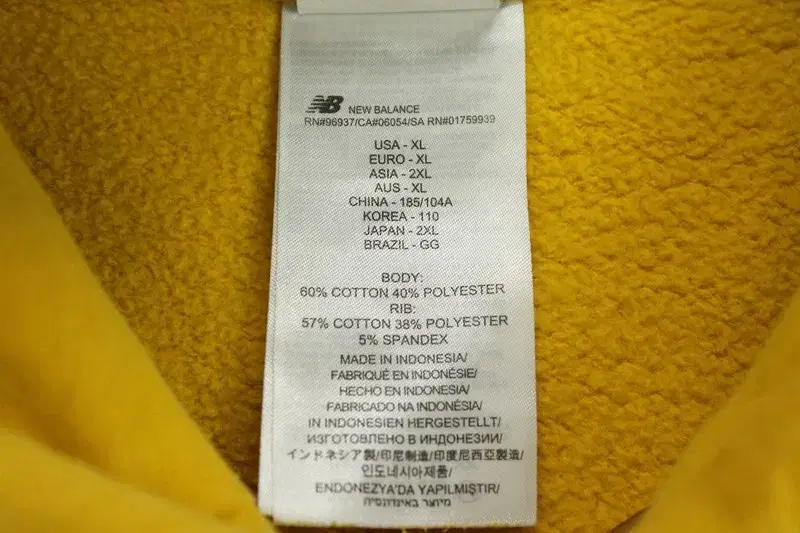 NB NEW BALANCE
RN#96937/CA#06054/SA RN#01759939
USA - XL
EURO - XL
ASIA - 2XL
AUS - XL
CHINA - 185/104A
KOREA - 110
JAPAN - 2XL
BRAZIL - GG
BODY:
60% COTTON 40% POLYESTER
RIB:
57% COTTON 38% POLYESTER
5% SPANDEX
MADE IN INDONESIA/
FABRIQUÉ EN INDONÉSIE/
HECHO EN INDONESIA/
FABRICADO NA INDONÉSIA/
IN INDONESIEN HERGESTELLT/
ИЗГОТОВЛЕНО В ИНДОНЕЗИИ/
インドネシア製/印尼制造/印度尼西亞製造/
인도네시아제품/
ENDONEZYA'DA YAPILMIŞTIR/
מיוצר באינדונסיה